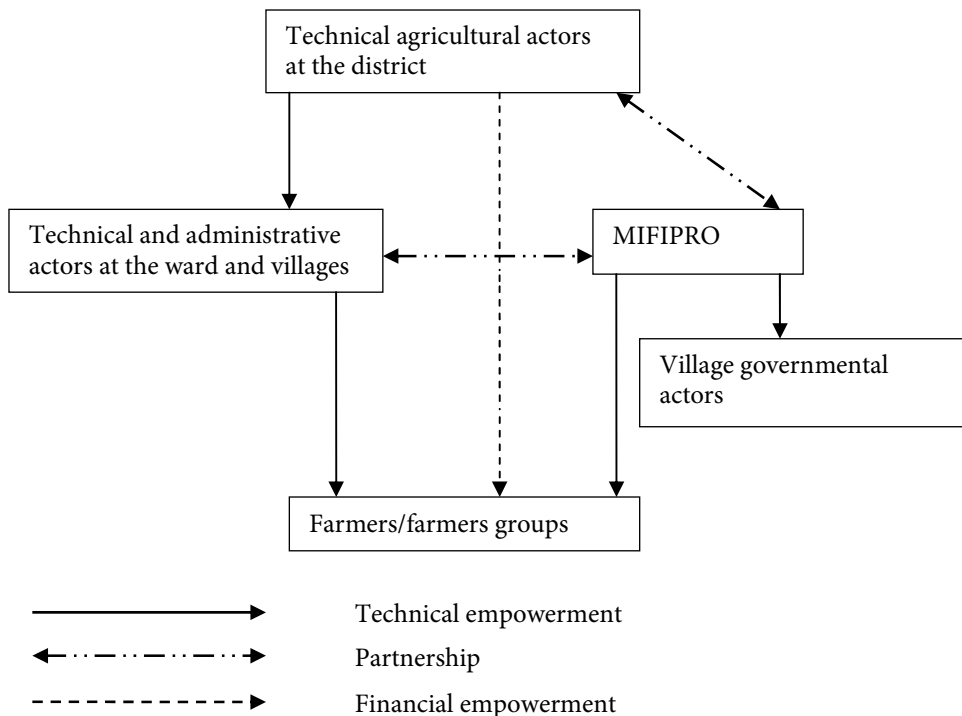 Technical agricultural actors
at the district
Technical and administrative
actors at the ward and villages
MIFIPRO
Village governmental
actors
Farmers/farmers groups
Technical empowerment
Partnership
Financial empowerment